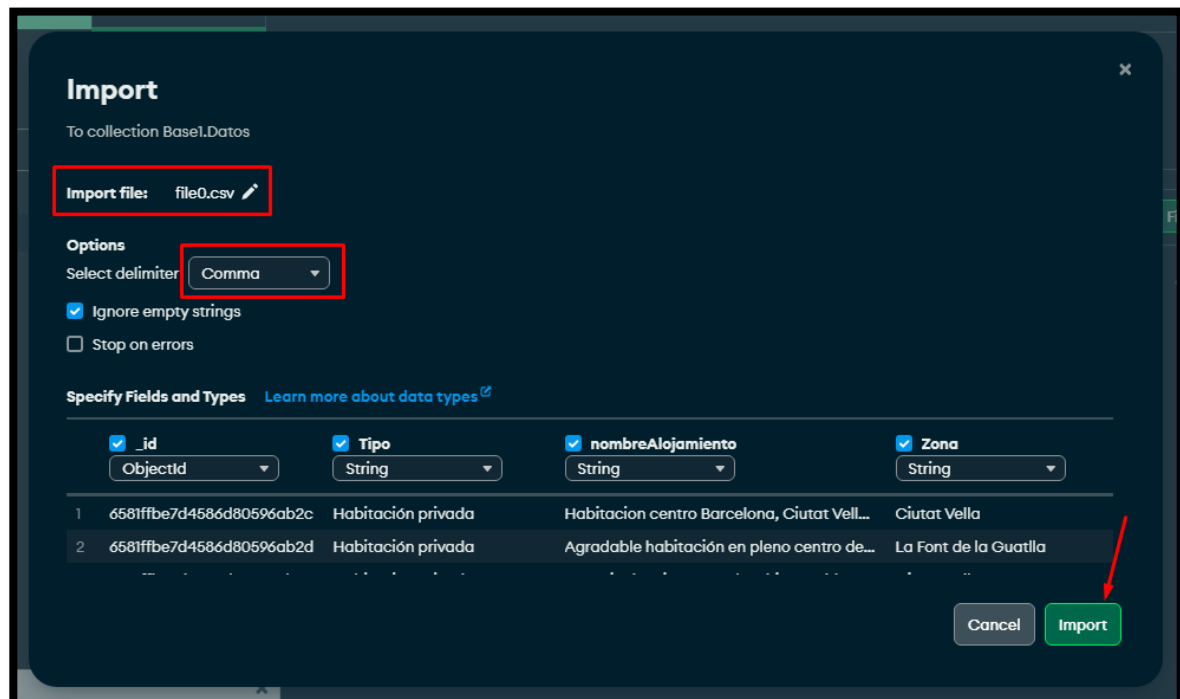 Import
To collection Base1.Datos
Import file: file0.csv
Options
Select delimiter Comma
Ignore empty strings
Stop on errors
Specify Fields and Types Learn more about data types
_id Tipo nombreAlojamiento Zona
ObjectId String String String
1 6581ffbe7d4586d80596ab2c Habitación privada Habitacion centro Barcelona, Ciutat Vell... Ciutat Vella
2 6581ffbe7d4586d80596ab2d Habitación privada Agradable habitación en pleno centro de... La Font de la Guatlla
Cancel Import